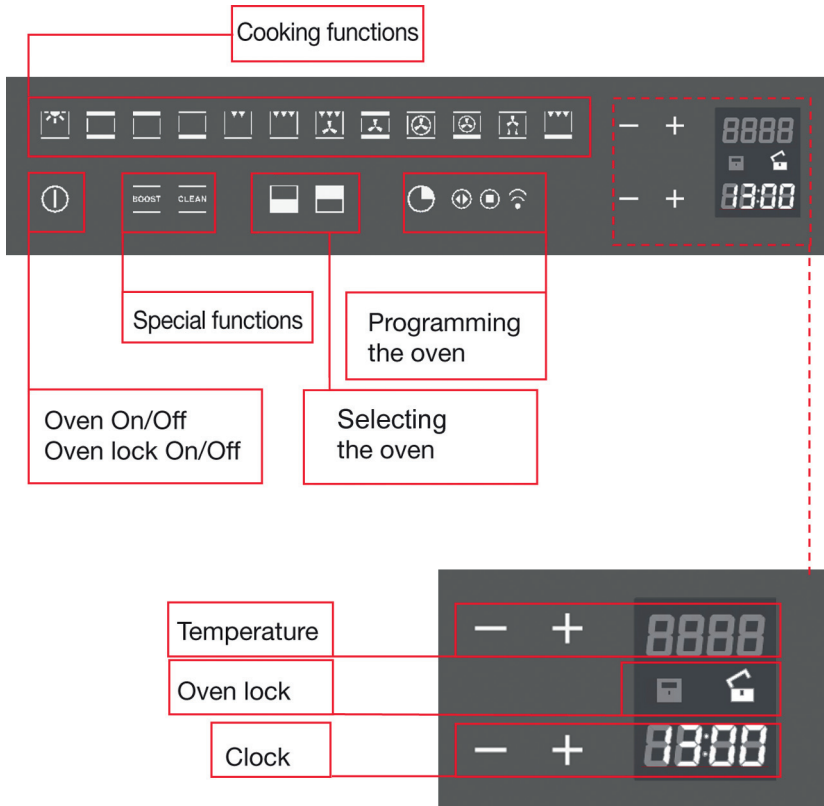 Cooking functions
8888
BOOST CLEAN
13:00
Special functions
Programming
the oven
Oven On/Off
Oven lock On/Off
Selecting
the oven
Temperature
8888
Oven lock
Clock
13:00